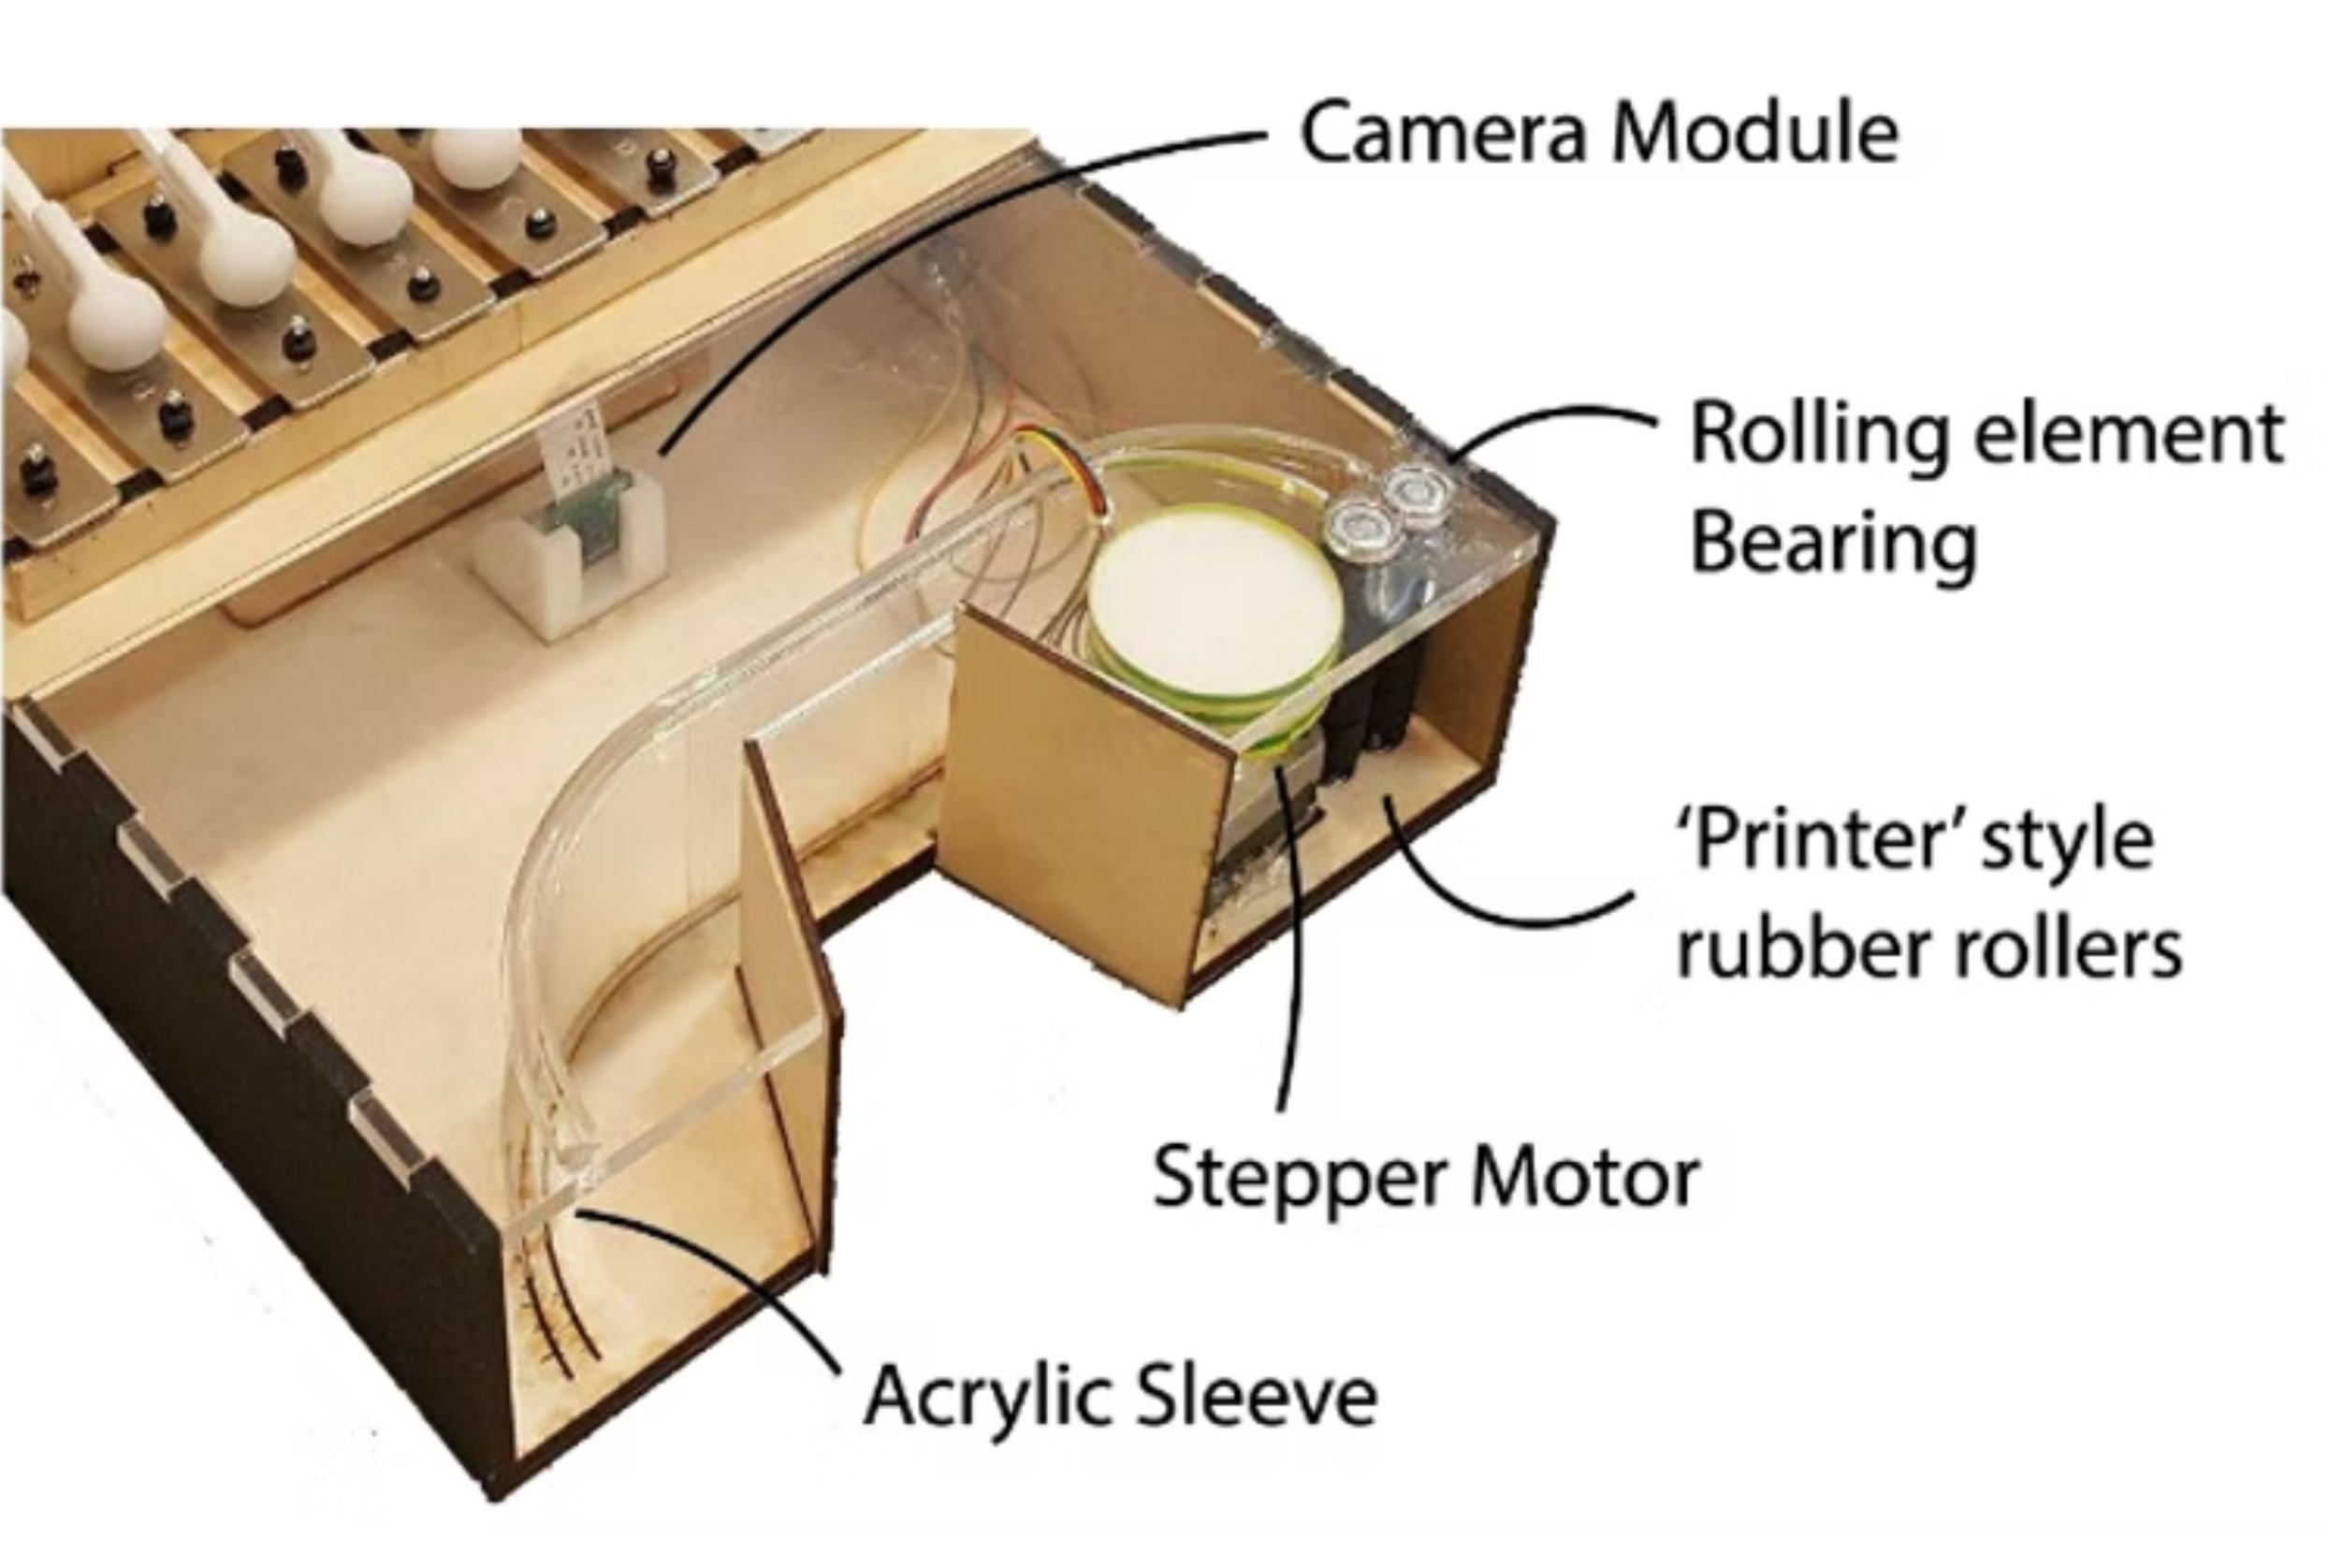 Camera Module
Rolling element
Bearing
‘Printer’ style
rubber rollers
Stepper Motor
Acrylic Sleeve